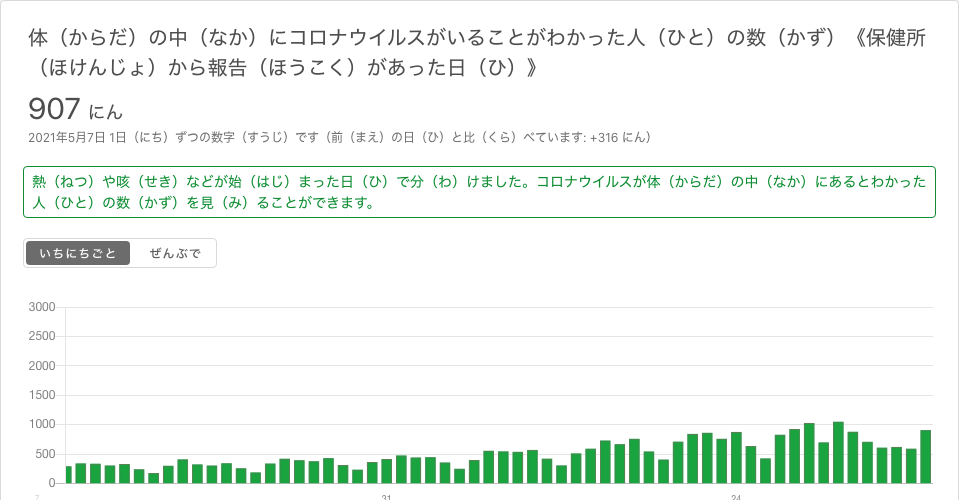 体（からだ）の中（なか）にコロナウイルスがいることがわかった人（ひと）の数（かず）《保健所
（ほけんじょ）から報告（ほうこく）があった日（ひ）》
907 にん
2021年5月7日 1日（にち）ずつの数字（すうじ）です（前（まえ）の日（ひ）と比（くら）べています: +316 にん）
熱（ねつ）や咳（せき）などが始（はじ）まった日（ひ）で分（わ）けました。コロナウイルスが体（からだ）の中（なか）にあるとわかった
人（ひと）の数（かず）を見（み）ることができます。
いちにちごと ぜんぶで
3000
2500
2000
1500
1000
500
0
31 24